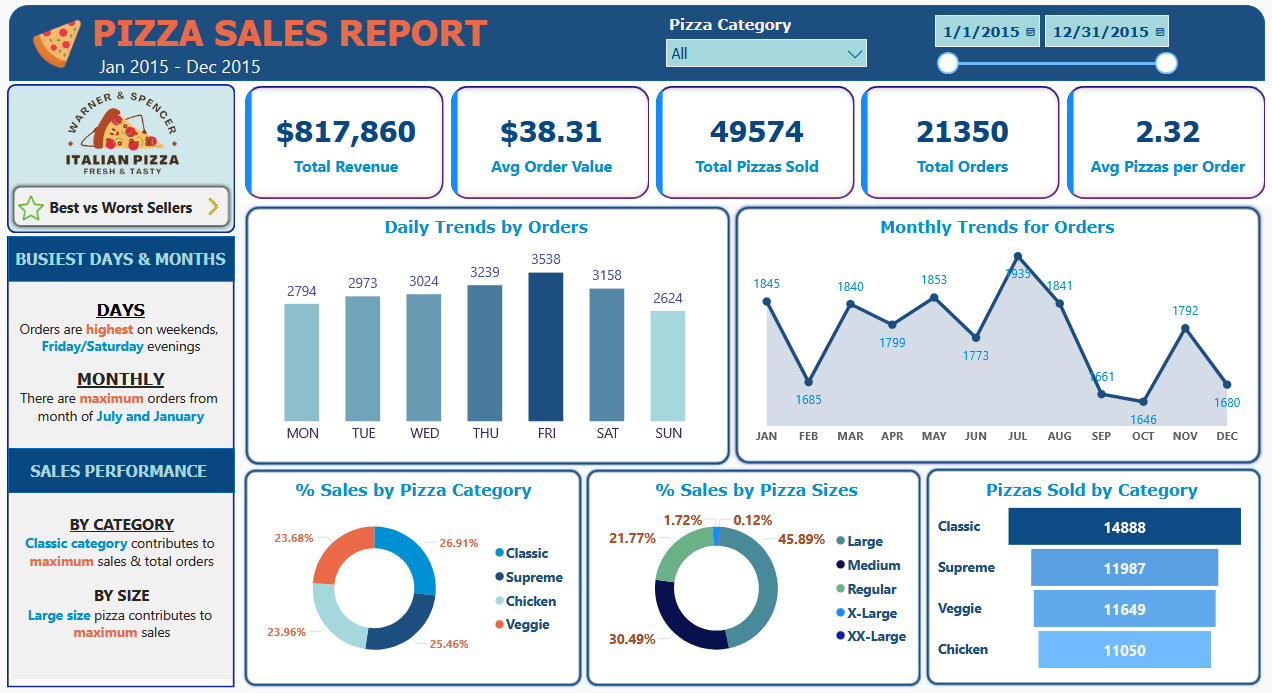 PIZZA SALES REPORT
Jan 2015 - Dec 2015
Pizza Category
All
1/1/2015
12/31/2015
WARNER & SPENCER
ITALIAN PIZZA
FRESH & TASTY
Best vs Worst Sellers
$817,860
Total Revenue
$38.31
Avg Order Value
49574
Total Pizzas Sold
21350
Total Orders
2.32
Avg Pizzas per Order
BUSIEST DAYS & MONTHS
DAYS
Orders are highest on weekends,
Friday/Saturday evenings
MONTHLY
There are maximum orders from
month of July and January
SALES PERFORMANCE
BY CATEGORY
Classic category contributes to
maximum sales & total orders
BY SIZE
Large size pizza contributes to
maximum sales
Daily Trends by Orders
2794
2973
3024
3239
3538
3158
2624
MON TUE WED THU FRI SAT SUN
Monthly Trends for Orders
1845
1685
1840
1799
1853
1773
1935
1841
1661
1646
1792
1680
JAN FEB MAR APR MAY JUN JUL AUG SEP OCT NOV DEC
% Sales by Pizza Category
23.68%
26.91%
23.96%
25.46%
Classic
Supreme
Chicken
Veggie
% Sales by Pizza Sizes
1.72%
0.12%
21.77%
45.89%
30.49%
Large
Medium
Regular
X-Large
XX-Large
Pizzas Sold by Category
Classic 14888
Supreme 11987
Veggie 11649
Chicken 11050